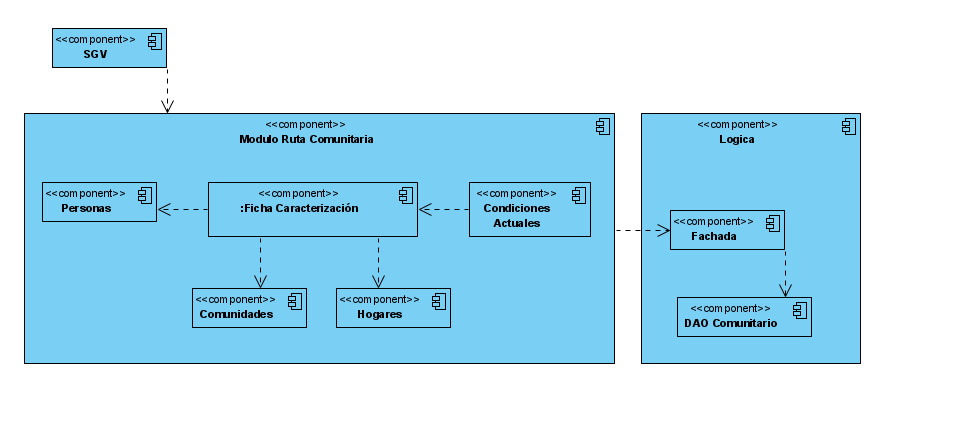 <<component>>
SGV
<<component>>
Modulo Ruta Comunitaria
<<component>>
Personas
<<component>>
:Ficha Caracterización
<<component>>
Condiciones
Actuales
<<component>>
Comunidades
<<component>>
Hogares
<<component>>
Logica
<<component>>
Fachada
<<component>>
DAO Comunitario